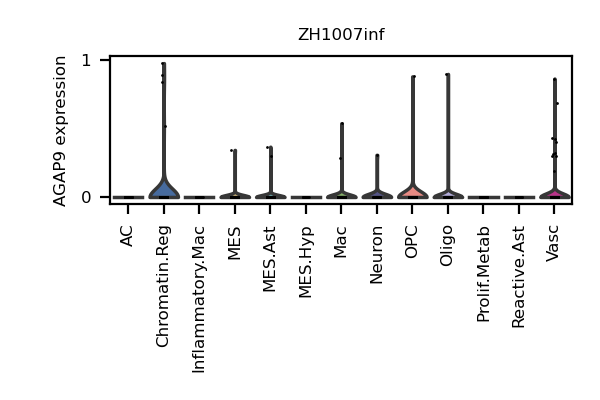 ZH1007inf
AGAP9 expression
1
0
AC
Chromatin.Reg
Inflammatory.Mac
MES
MES.Ast
MES.Hyp
Mac
Neuron
OPC
Oligo
Prolif.Metab
Reactive.Ast
Vasc